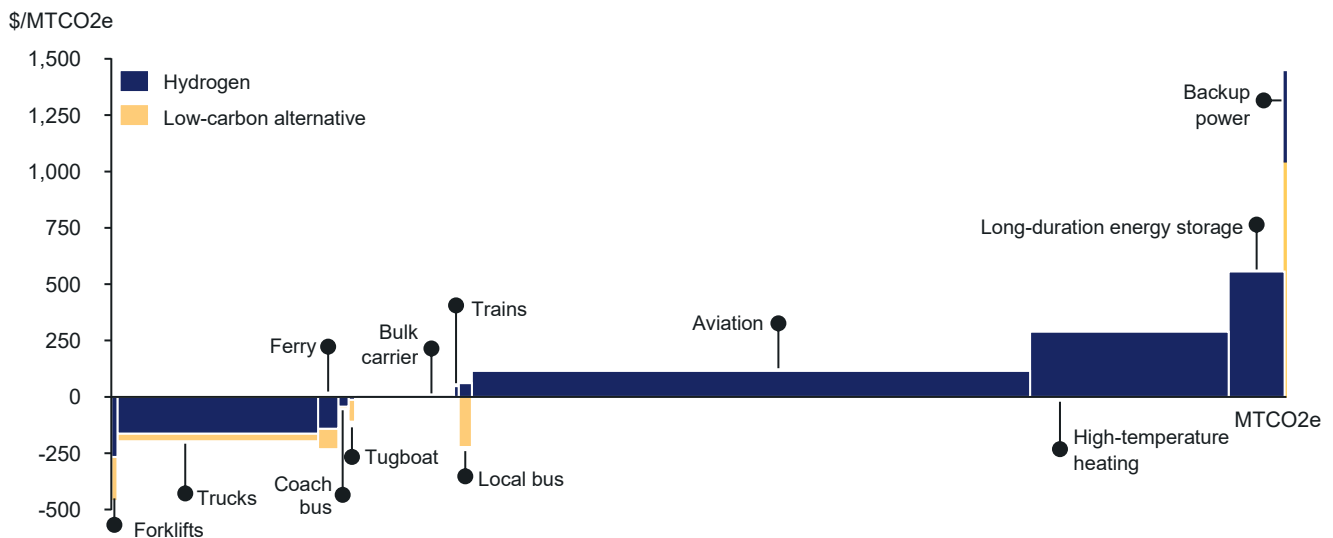 $/MTCO2e
1,500
1,250
1,000
750
500
250
0
-250
-500
Hydrogen
Low-carbon alternative
Forklifts
Trucks
Ferry
Coach
bus
Tugboat
Bulk
carrier
Trains
Local bus
Aviation
High-temperature
heating
Long-duration energy storage
Backup
power
MTCO2e